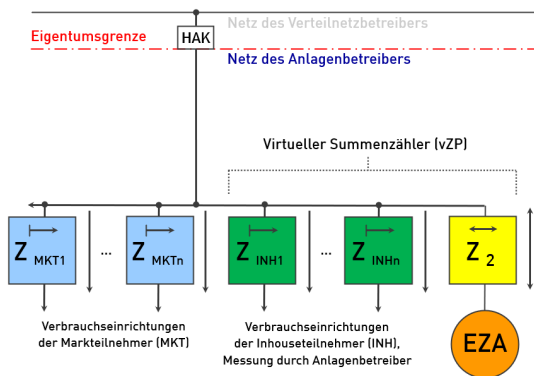 Netz des Verteilnetzbetreibers
Eigentumsgrenze
HAK
Netz des Anlagenbetreibers
Virtueller Summenzähler (vZP)
Z MKT1
...
Z MKTn
Z INH1
...
Z INHn
Z 2
Verbrauchseinrichtungen
der Markteilnehmer (MKT)
Verbrauchseinrichtungen
der Inhouseteilnehmer (INH),
Messung durch Anlagenbetreiber
EZA